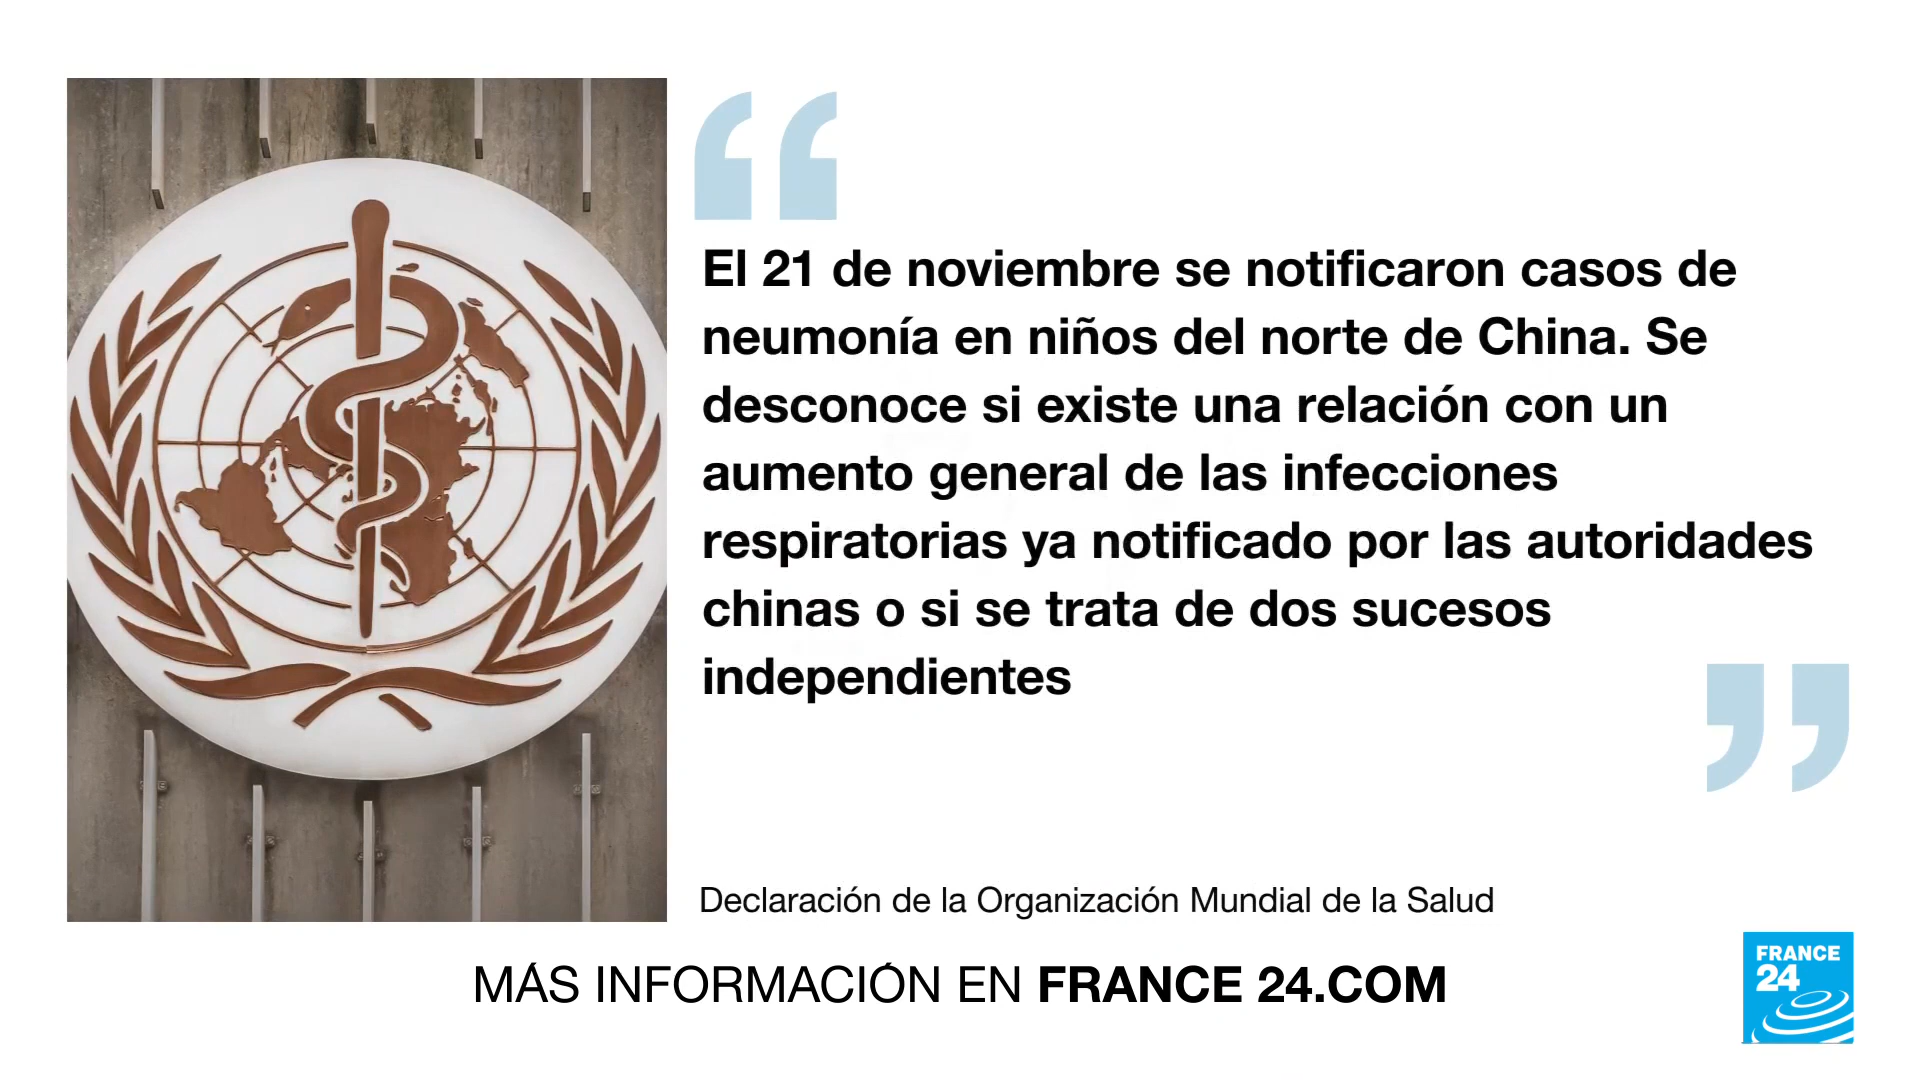 El 21 de noviembre se notificaron casos de
neumonía en niños del norte de China. Se
desconoce si existe una relación con un
aumento general de las infecciones
respiratorias ya notificado por las autoridades
chinas o si se trata de dos sucesos
independientes
Declaración de la Organización Mundial de la Salud
MÁS INFORMACIÓN EN FRANCE 24.COM
FRANCE
24